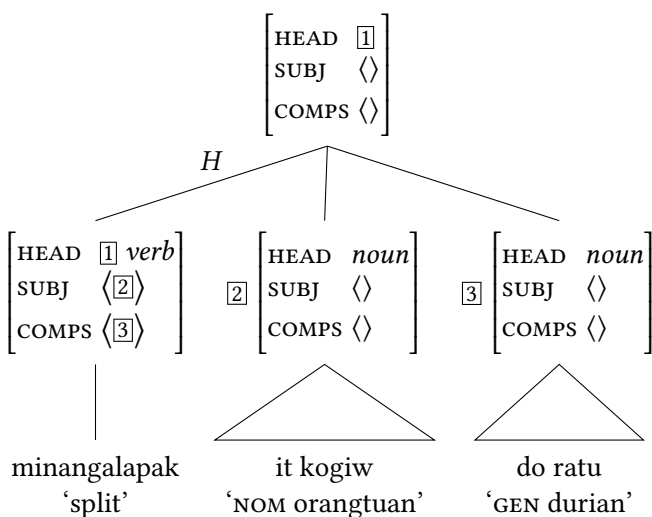 HEAD 1
SUBJ ⟨⟩
COMPS ⟨⟩
H
HEAD 1 verb
SUBJ ⟨2⟩
COMPS ⟨3⟩
2
HEAD noun
SUBJ ⟨⟩
COMPS ⟨⟩
3
HEAD noun
SUBJ ⟨⟩
COMPS ⟨⟩
minangalapak
‘split’
it kogiw
‘NOM orangtuan’
do ratu
‘GEN durian’